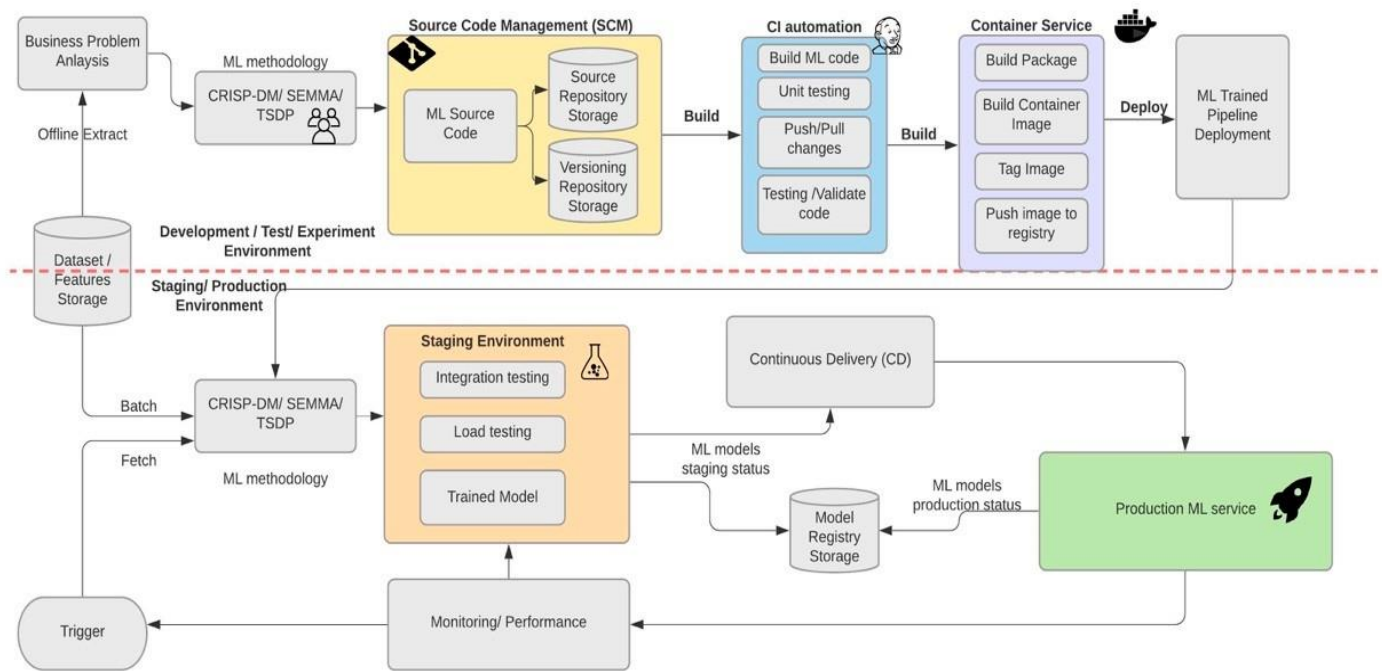 Source Code Management (SCM)
CI automation
Container Service
Business Problem
Anlaysis
ML methodology
CRISP-DM/ SEMMA/
TSDP
Offline Extract
ML Source
Code
Source
Repository
Storage
Versioning
Repository
Storage
Build
Build ML code
Unit testing
Push/Pull
changes
Testing /Validate
code
Build
Build Package
Build Container
Image
Tag Image
Push image to
registry
Deploy
ML Trained
Pipeline
Deployment
Development / Test/ Experiment
Environment
Dataset /
Features
Storage
Staging/ Production
Environment
Batch
Fetch
CRISP-DM/ SEMMA/
TSDP
ML methodology
Staging Environment
Integration testing
Load testing
Trained Model
Continuous Delivery (CD)
ML models
staging status
Model
Registry
Storage
ML models
production status
Production ML service
Monitoring/ Performance
Trigger